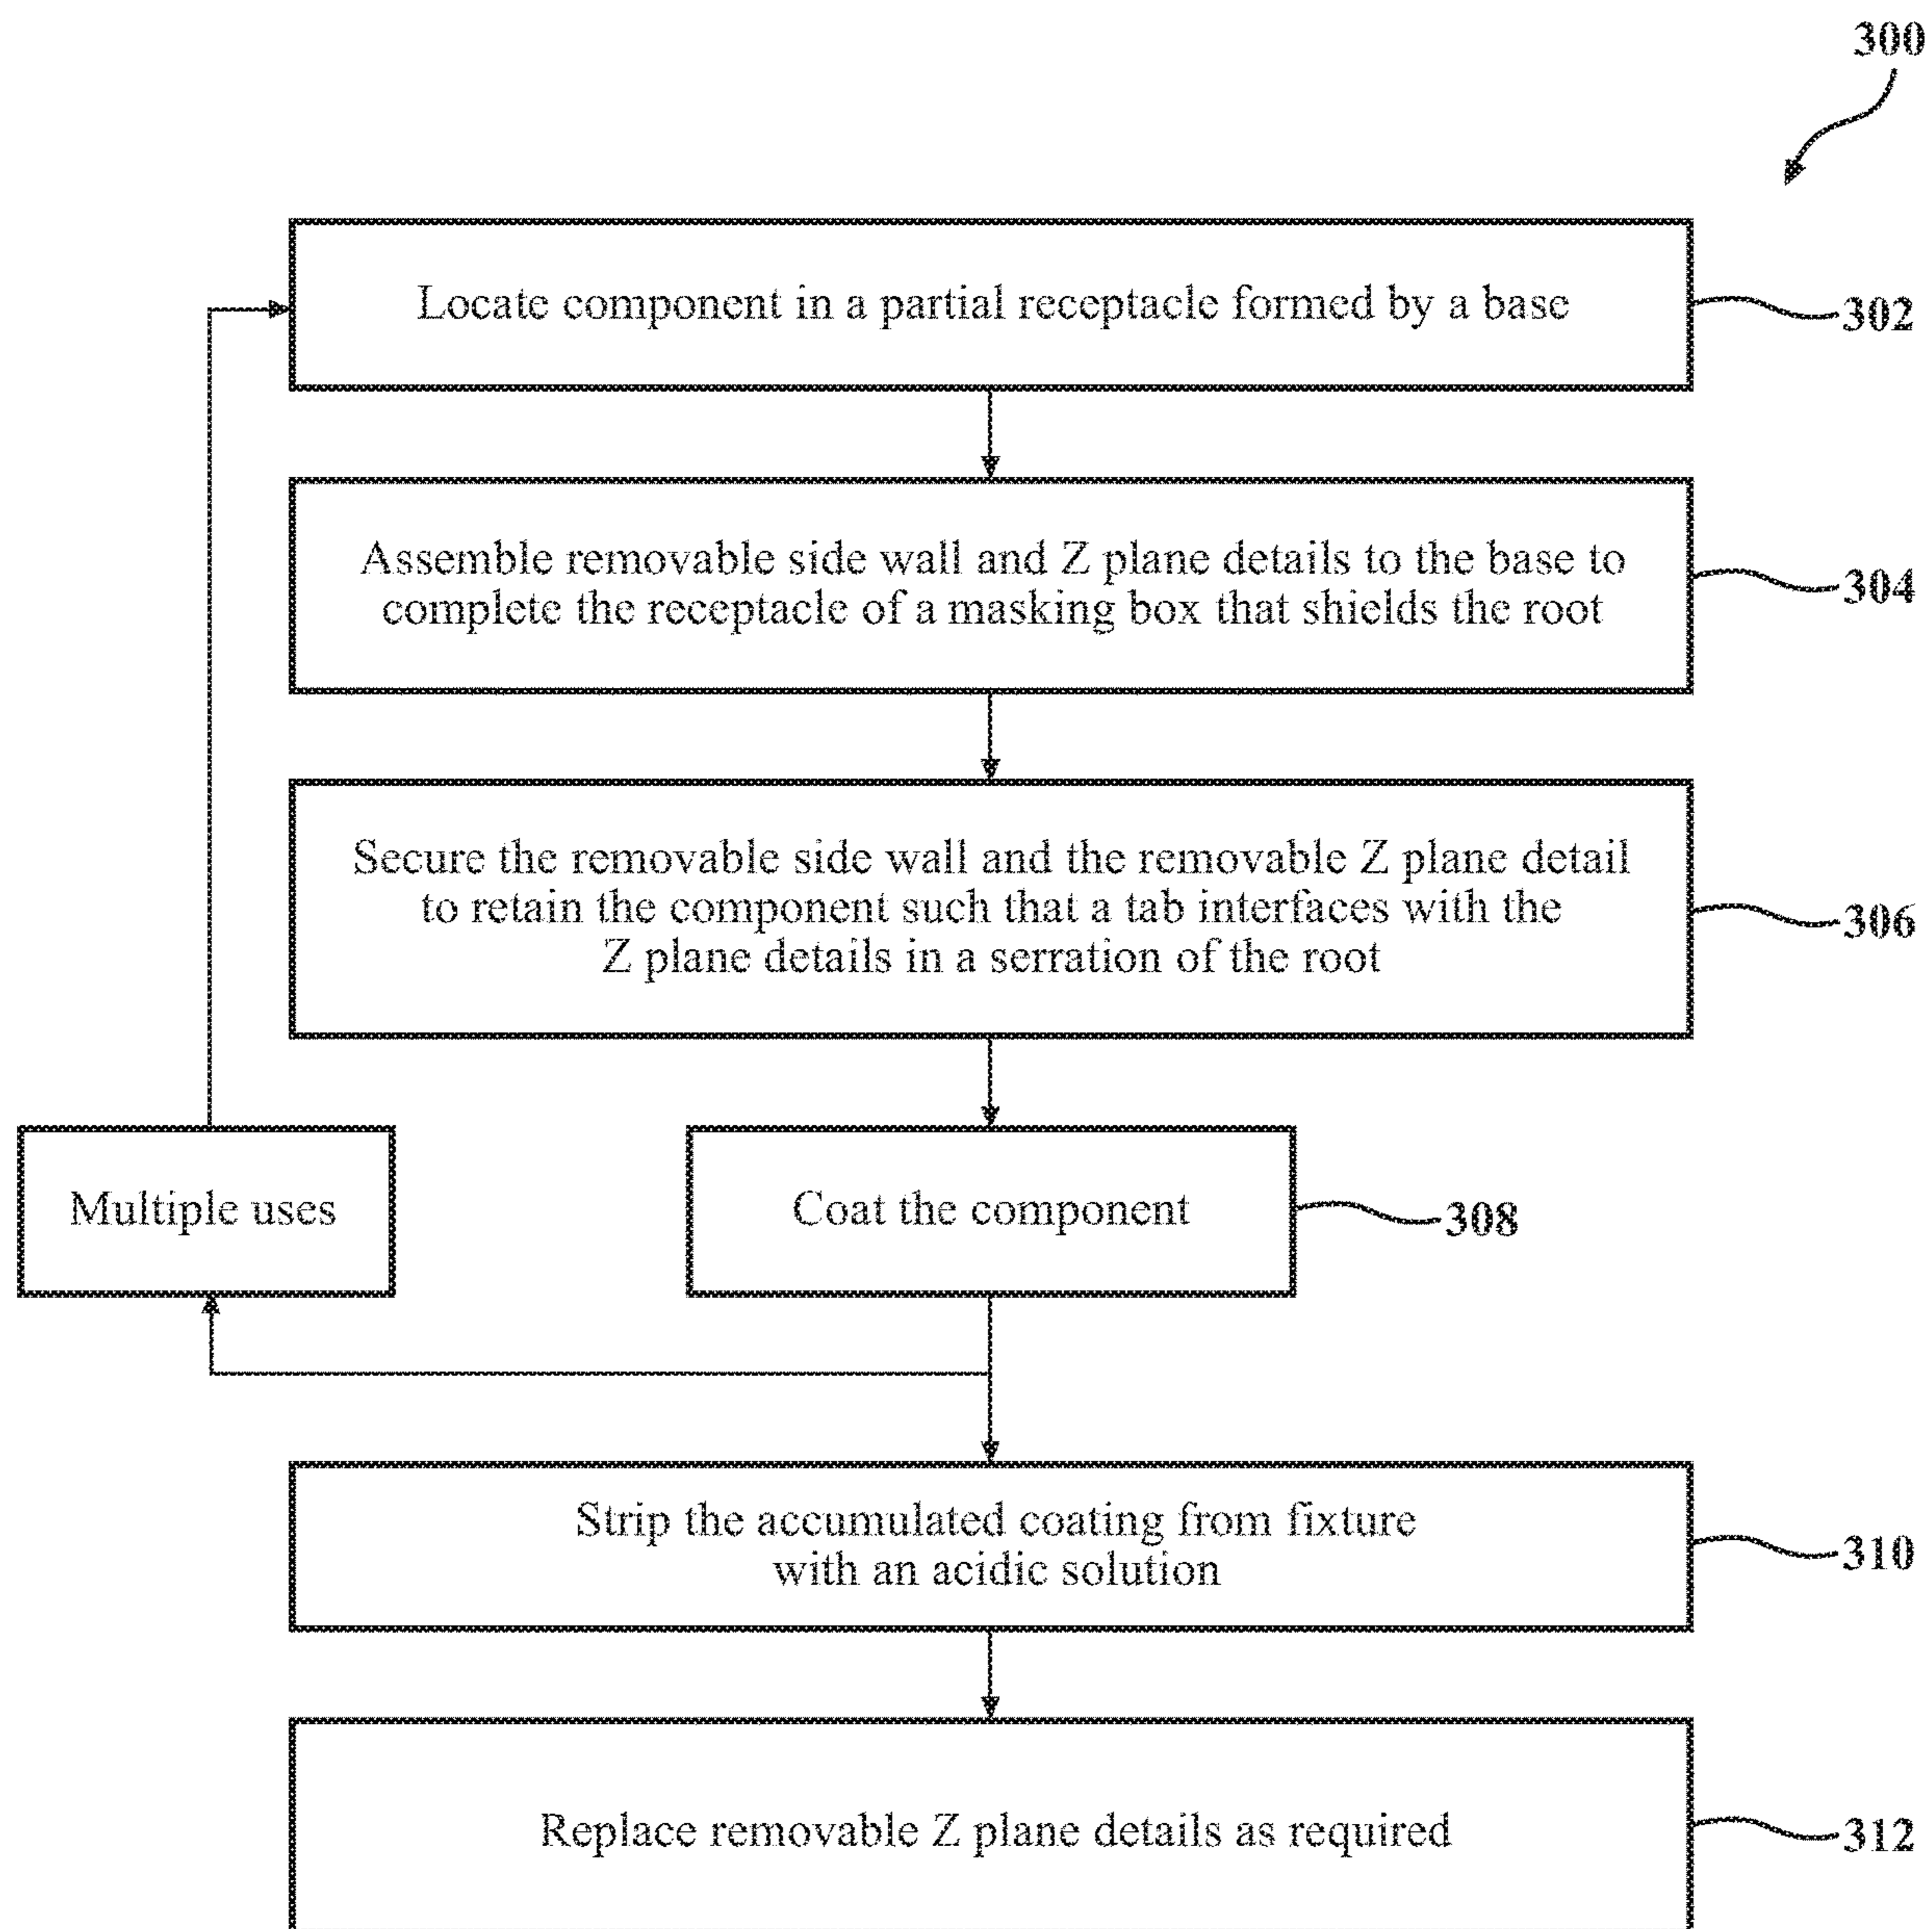 300
Locate component in a partial receptacle formed by a base
302
Assemble removable side wall and Z plane details to the base to
complete the receptacle of a masking box that shields the root
304
Secure the removable side wall and the removable Z plane detail
to retain the component such that a tab interfaces with the
Z plane details in a serration of the root
306
Multiple uses
Coat the component
308
Strip the accumulated coating from fixture
with an acidic solution
310
Replace removable Z plane details as required
312